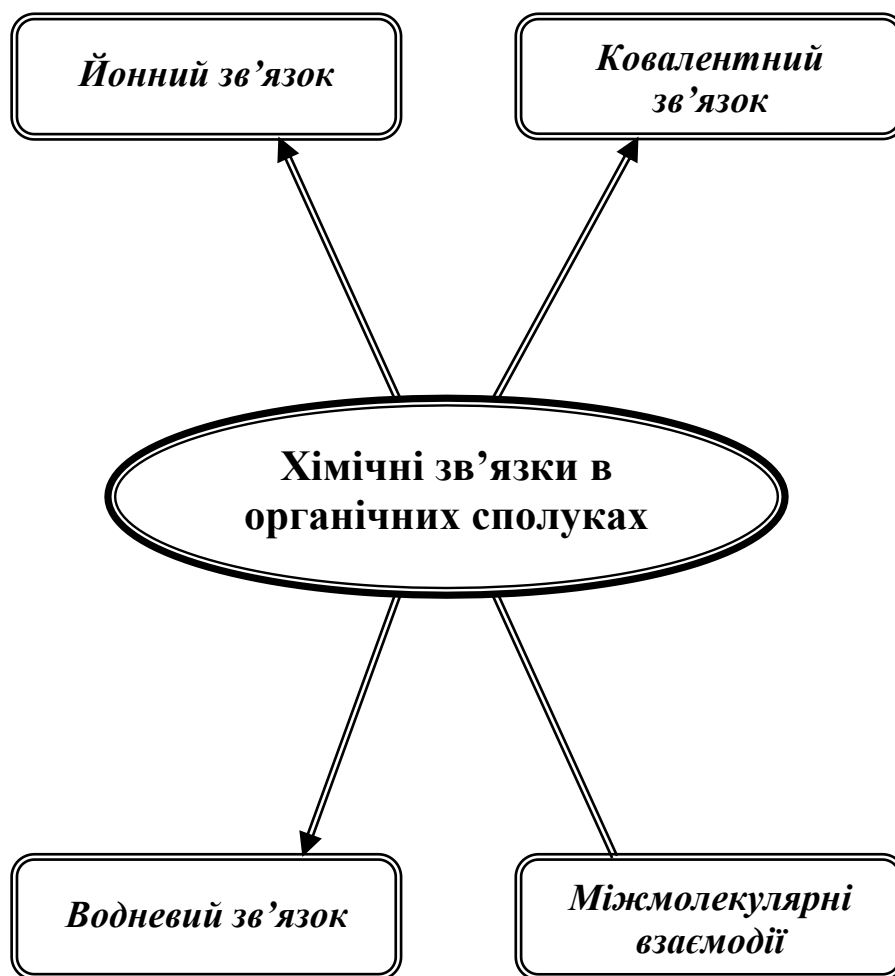 Йонний зв’язок
Ковалентний
зв’язок
Хімічні зв’язки в
органічних сполуках
Водневий зв’язок
Міжмолекулярні
взаємодії